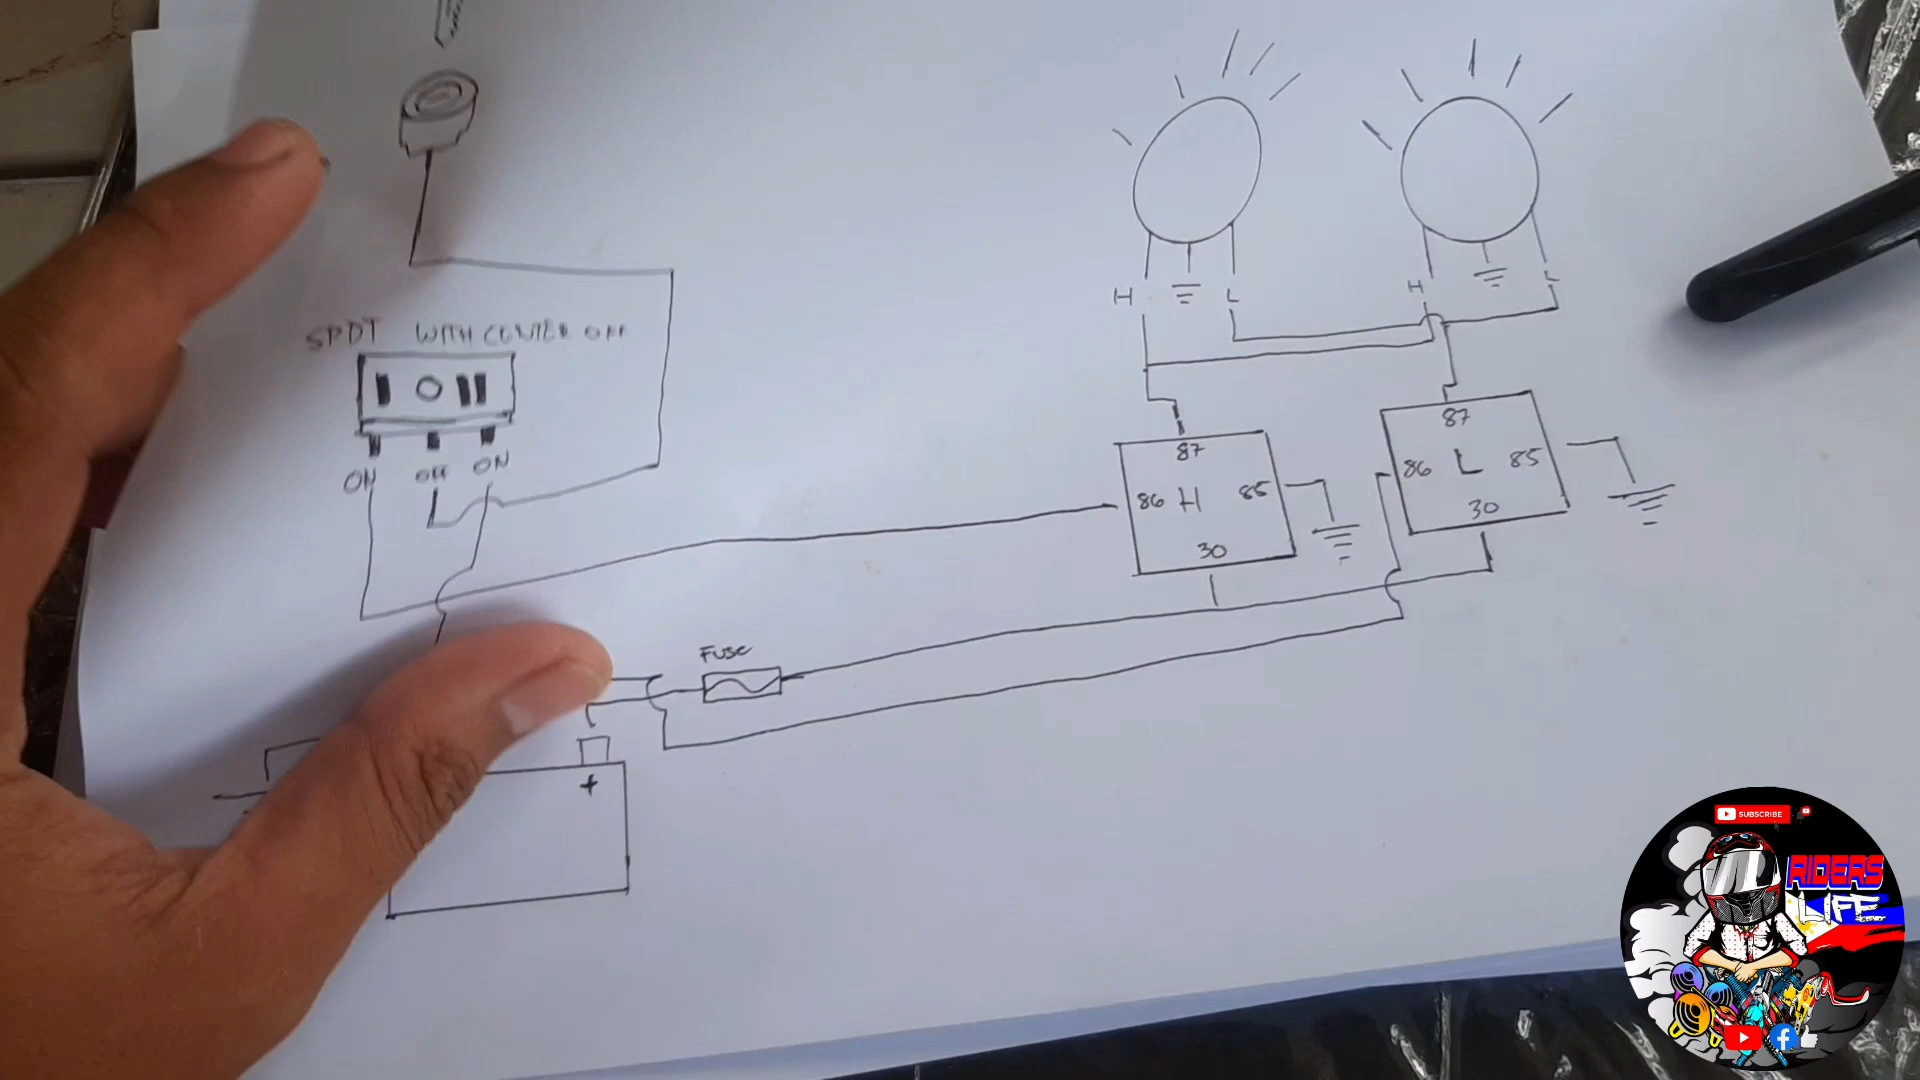 SPDT WITH CENTER OFF
ON OFF ON
H L
H L
87
86 H 85
30
87
86 L 85
30
FUSE
+
SUBSCRIBE
RIDERS
LIFE